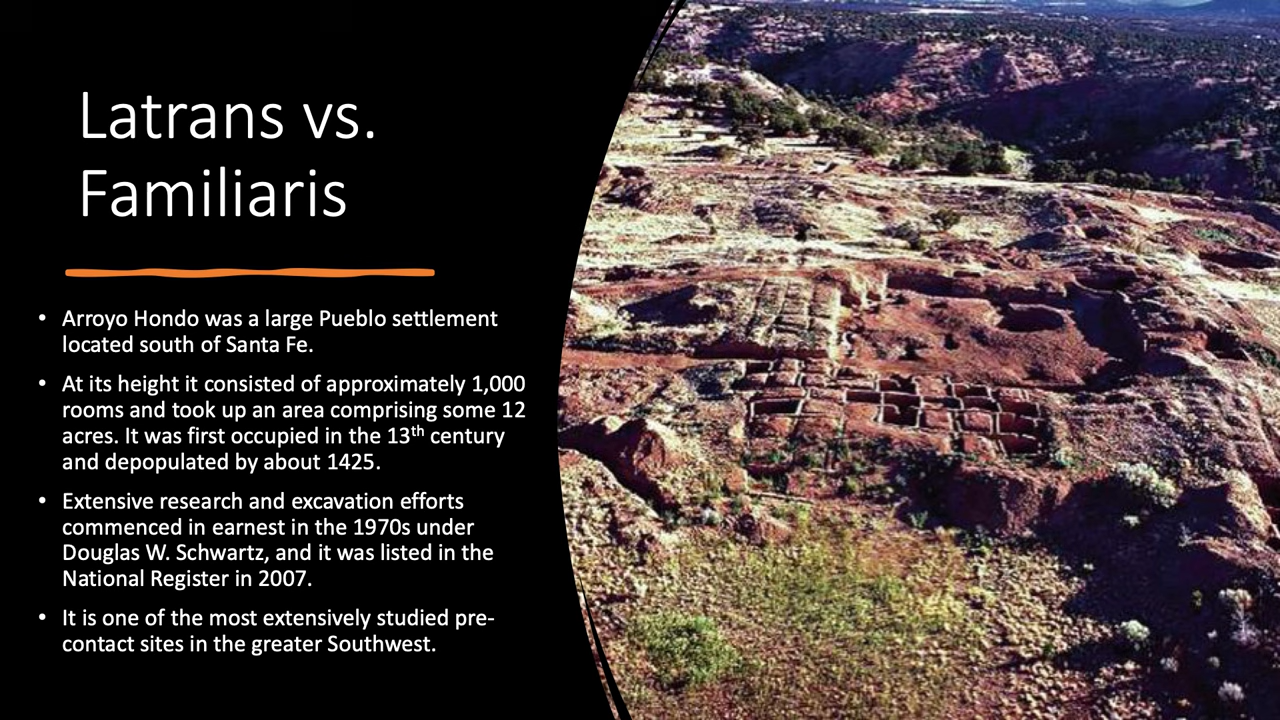 Latrans vs.
Familiaris
• Arroyo Hondo was a large Pueblo settlement
located south of Santa Fe.
• At its height it consisted of approximately 1,000
rooms and took up an area comprising some 12
acres. It was first occupied in the 13th century
and depopulated by about 1425.
• Extensive research and excavation efforts
commenced in earnest in the 1970s under
Douglas W. Schwartz, and it was listed in the
National Register in 2007.
• It is one of the most extensively studied pre-
contact sites in the greater Southwest.